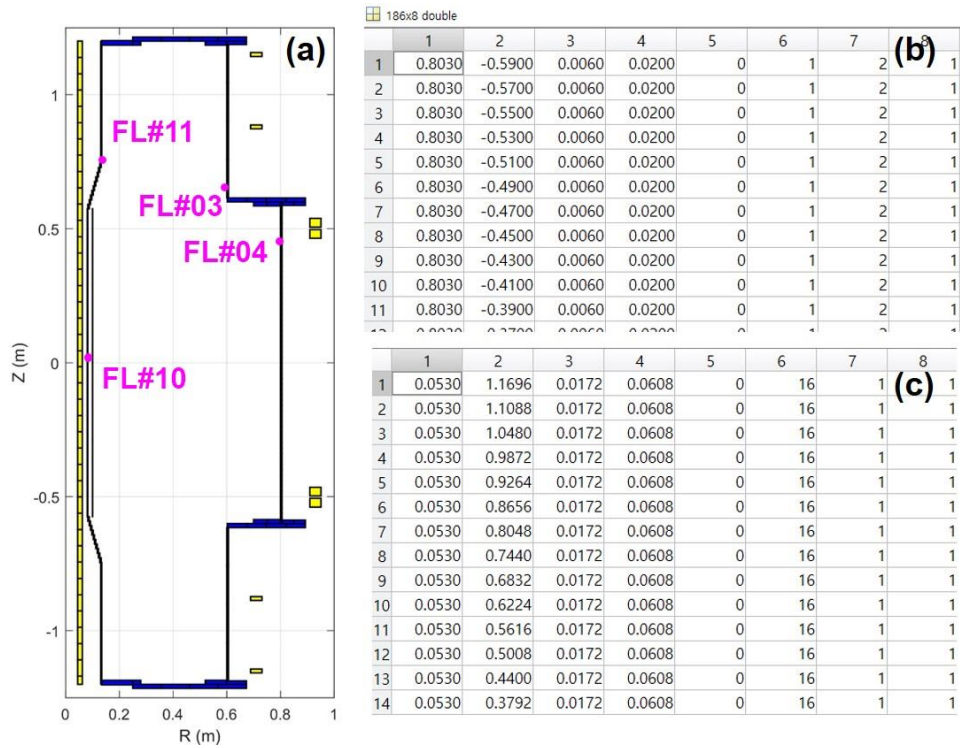 (a)
FL#11
FL#03
FL#04
FL#10
1
0.5
0
-0.5
-1
Z (m)
0 0.2 0.4 0.6 0.8 1
R (m)
186x8 double
(b)
1 2 3 4 5 6 7 8
1 0.8030 -0.5900 0.0060 0.0200 0 1 2 1
2 0.8030 -0.5700 0.0060 0.0200 0 1 2 1
3 0.8030 -0.5500 0.0060 0.0200 0 1 2 1
4 0.8030 -0.5300 0.0060 0.0200 0 1 2 1
5 0.8030 -0.5100 0.0060 0.0200 0 1 2 1
6 0.8030 -0.4900 0.0060 0.0200 0 1 2 1
7 0.8030 -0.4700 0.0060 0.0200 0 1 2 1
8 0.8030 -0.4500 0.0060 0.0200 0 1 2 1
9 0.8030 -0.4300 0.0060 0.0200 0 1 2 1
10 0.8030 -0.4100 0.0060 0.0200 0 1 2 1
11 0.8030 -0.3900 0.0060 0.0200 0 1 2 1
(c)
1 2 3 4 5 6 7 8
1 0.0530 1.1696 0.0172 0.0608 0 16 1 1
2 0.0530 1.1088 0.0172 0.0608 0 16 1 1
3 0.0530 1.0480 0.0172 0.0608 0 16 1 1
4 0.0530 0.9872 0.0172 0.0608 0 16 1 1
5 0.0530 0.9264 0.0172 0.0608 0 16 1 1
6 0.0530 0.8656 0.0172 0.0608 0 16 1 1
7 0.0530 0.8048 0.0172 0.0608 0 16 1 1
8 0.0530 0.7440 0.0172 0.0608 0 16 1 1
9 0.0530 0.6832 0.0172 0.0608 0 16 1 1
10 0.0530 0.6224 0.0172 0.0608 0 16 1 1
11 0.0530 0.5616 0.0172 0.0608 0 16 1 1
12 0.0530 0.5008 0.0172 0.0608 0 16 1 1
13 0.0530 0.4400 0.0172 0.0608 0 16 1 1
14 0.0530 0.3792 0.0172 0.0608 0 16 1 1